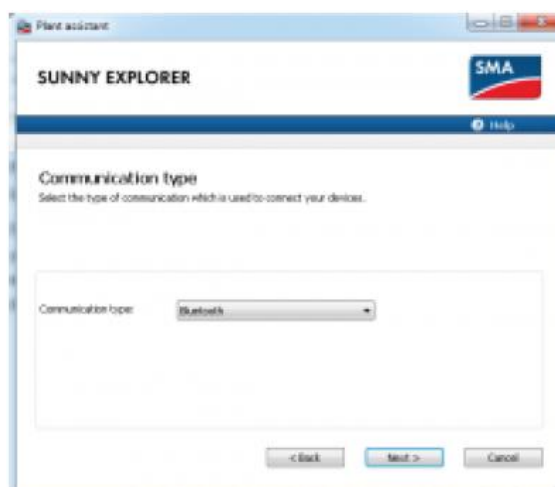 Plant assistant
SUNNY EXPLORER
SMA
Help
Communication type
Select the type of communication which is used to connect your devices.
Communication type:
Bluetooth
< Back
Next >
Cancel